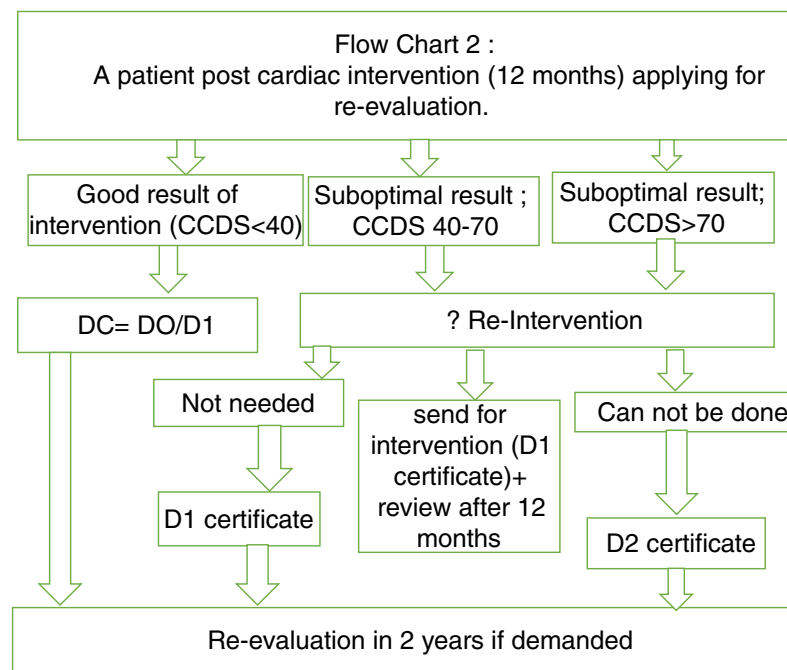 Flow Chart 2 :
A patient post cardiac intervention (12 months) applying for
re-evaluation.
Good result of
intervention (CCDS<40)
Suboptimal result ;
CCDS 40-70
Suboptimal result;
CCDS>70
DC= DO/D1
? Re-Intervention
Not needed
send for
intervention (D1
certificate)+
review after 12
months
Can not be done
D1 certificate
D2 certificate
Re-evaluation in 2 years if demanded